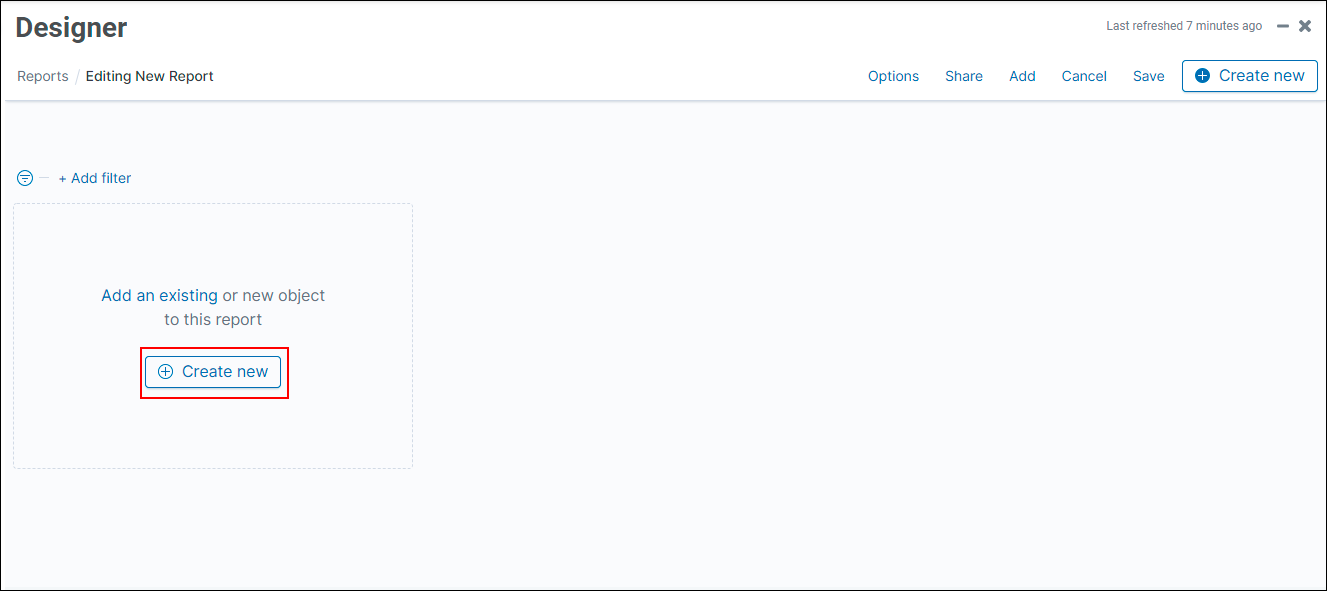 Designer
Last refreshed 7 minutes ago
Reports / Editing New Report
Options Share Add Cancel Save Create new
+ Add filter
Add an existing or new object
to this report
Create new